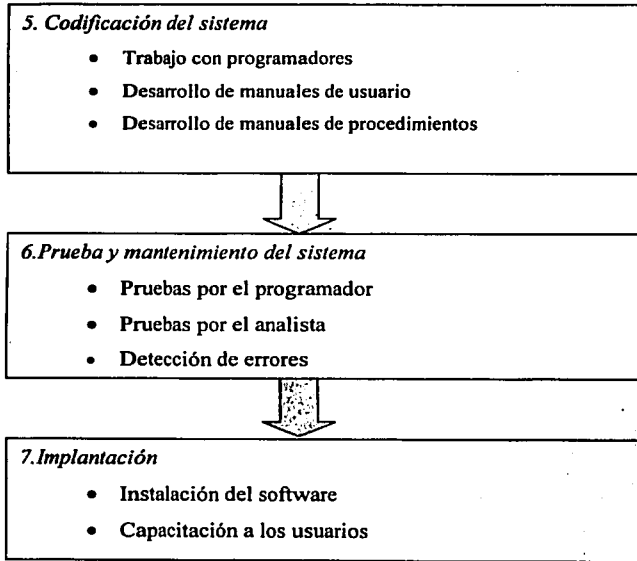 5. Codificación del sistema
• Trabajo con programadores
• Desarrollo de manuales de usuario
• Desarrollo de manuales de procedimientos
6.Prueba y mantenimiento del sistema
• Pruebas por el programador
• Pruebas por el analista
• Detección de errores
7.Implantación
• Instalación del software
• Capacitación a los usuarios